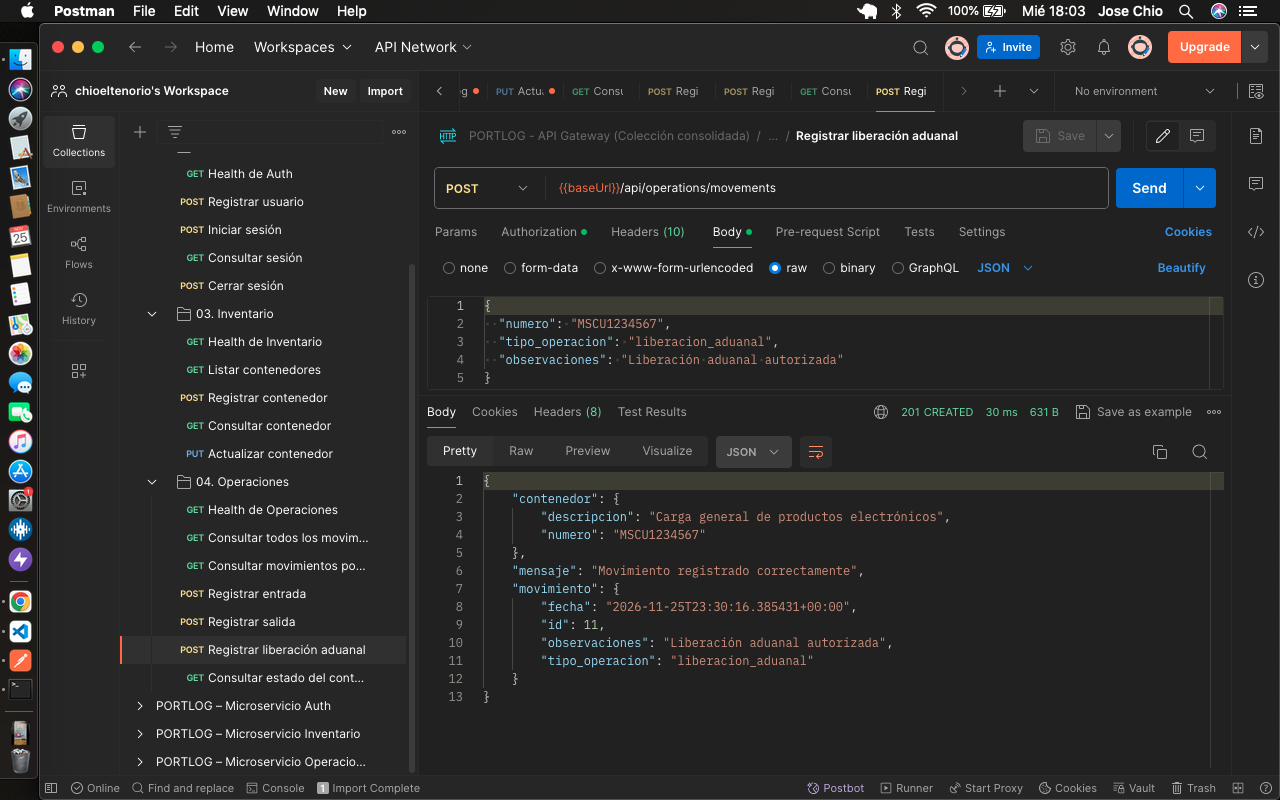 Postman File Edit View Window Help 100% Mié 18:03 Jose Chio
Home Workspaces API Network Invite Upgrade
chioeltenorio's Workspace New Import
PUT Actu GET Consu POST Regi POST Regi GET Consu POST Regi No environment
Collections
Environments
Flows
History
GET Health de Auth
POST Registrar usuario
POST Iniciar sesión
GET Consultar sesión
POST Cerrar sesión
03. Inventario
GET Health de Inventario
GET Listar contenedores
POST Registrar contenedor
GET Consultar contenedor
PUT Actualizar contenedor
04. Operaciones
GET Health de Operaciones
GET Consultar todos los movim...
GET Consultar movimientos po...
POST Registrar entrada
POST Registrar salida
POST Registrar liberación aduanal
GET Consultar estado del cont...
PORTLOG – Microservicio Auth
PORTLOG – Microservicio Inventario
PORTLOG – Microservicio Operacio...
HTTP PORTLOG - API Gateway (Colección consolidada) / ... / Registrar liberación aduanal Save
POST {{baseUrl}}/api/operations/movements Send
Params Authorization Headers (10) Body Pre-request Script Tests Settings Cookies
none form-data x-www-form-urlencoded raw binary GraphQL JSON Beautify
1 {
2 "numero": "MSCU1234567",
3 "tipo_operacion": "liberacion_aduanal",
4 "observaciones": "Liberación aduanal autorizada"
5 }
Body Cookies Headers (8) Test Results 201 CREATED 30 ms 631 B Save as example
Pretty Raw Preview Visualize JSON
1 {
2 "contenedor": {
3 "descripcion": "Carga general de productos electrónicos",
4 "numero": "MSCU1234567"
5 },
6 "mensaje": "Movimiento registrado correctamente",
7 "movimiento": {
8 "fecha": "2026-11-25T23:30:16.385431+00:00",
9 "id": 11,
10 "observaciones": "Liberación aduanal autorizada",
11 "tipo_operacion": "liberacion_aduanal"
12 }
13 }
NOV
25
1
Online Find and replace Console 1 Import Complete Postbot Runner Start Proxy Cookies Vault Trash